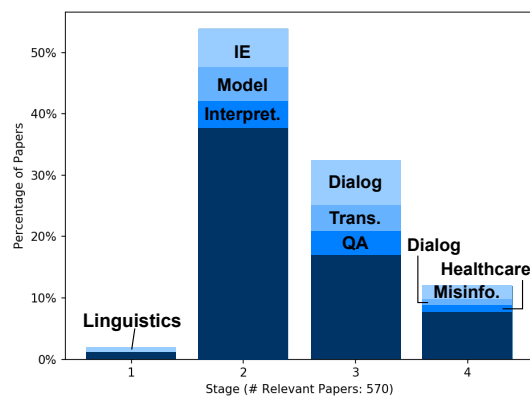 50%
40%
30%
20%
10%
0%
Percentage of Papers
IE
Model
Interpret.
Dialog
Trans.
QA
Dialog
Healthcare
Misinfo.
Linguistics
1 2 3 4
Stage (# Relevant Papers: 570)